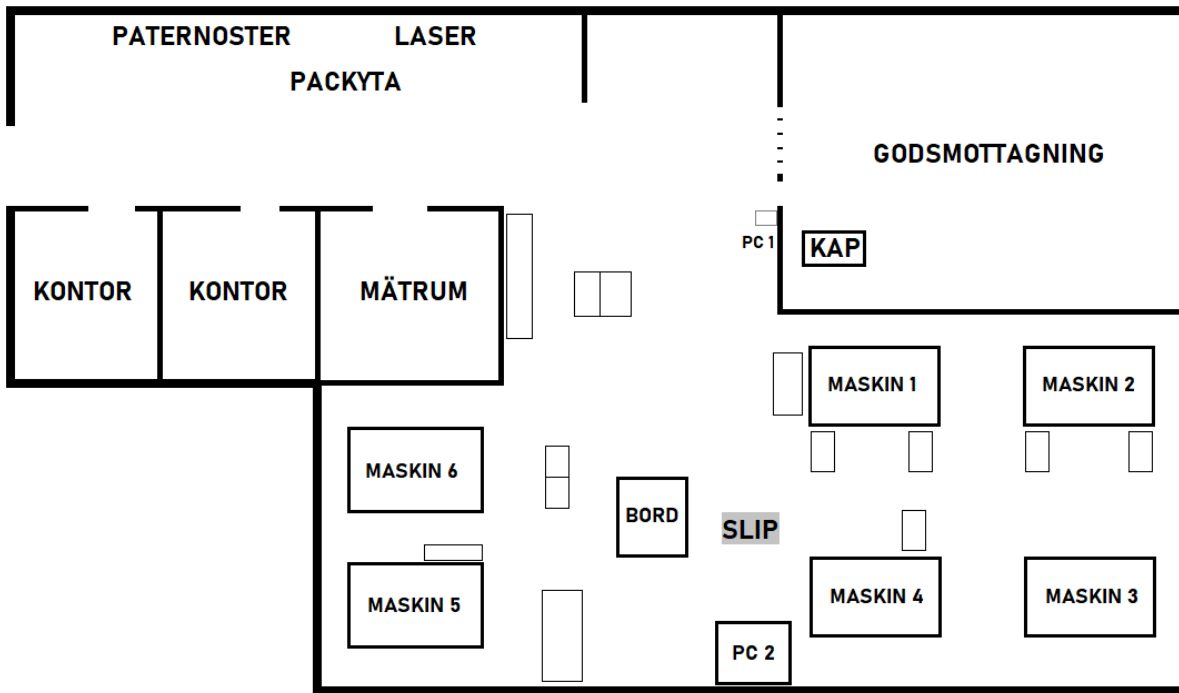 PATERNOSTER
LASER
PACKYTA
GODSMOTTAGNING
PC 1
KAP
KONTOR
KONTOR
MÄTRUM
MASKIN 1
MASKIN 2
MASKIN 6
BORD
SLIP
MASKIN 5
MASKIN 4
MASKIN 3
PC 2